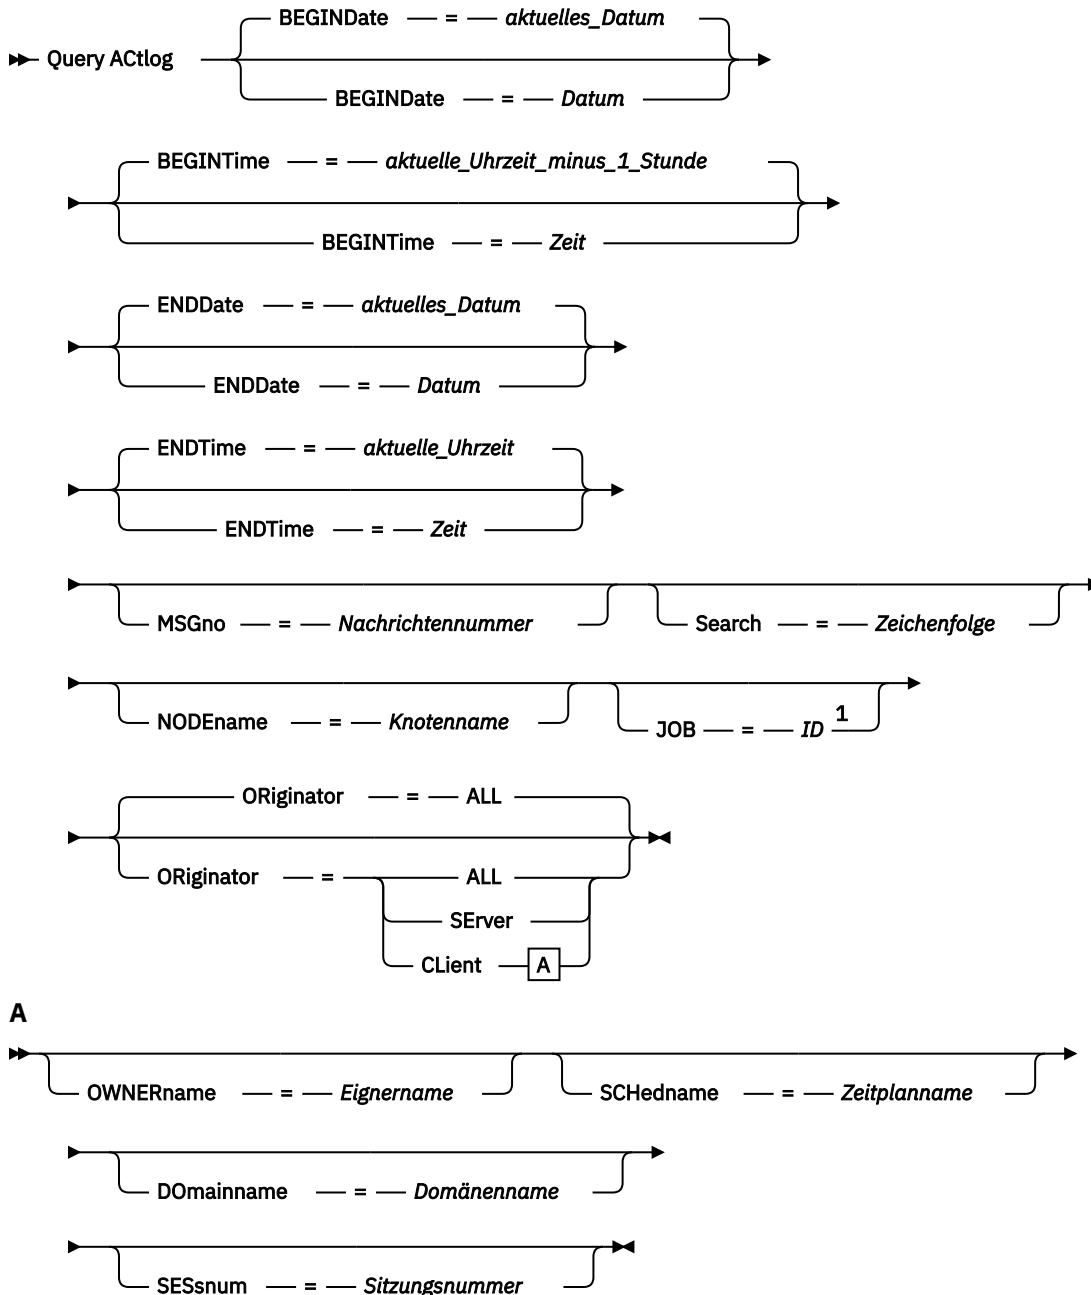 BEGINDate = aktuelles_Datum
Query ACtlog
BEGINDate = Datum
BEGINTime = aktuelle_Uhrzeit_minus_1_Stunde
BEGINTime = Zeit
ENDDate = aktuelles_Datum
ENDDate = Datum
ENDTime = aktuelle_Uhrzeit
ENDTime = Zeit
MSGno = Nachrichtennummer Search = Zeichenfolge
NODEname = Knotenname JOB = ID 1
ORiginator = ALL
ORiginator = ALL
SErver
CLient A
A
OWNERname = Eignername SCHedname = Zeitplanname
DOmainname = Domänenname
SESsnum = Sitzungsnummer